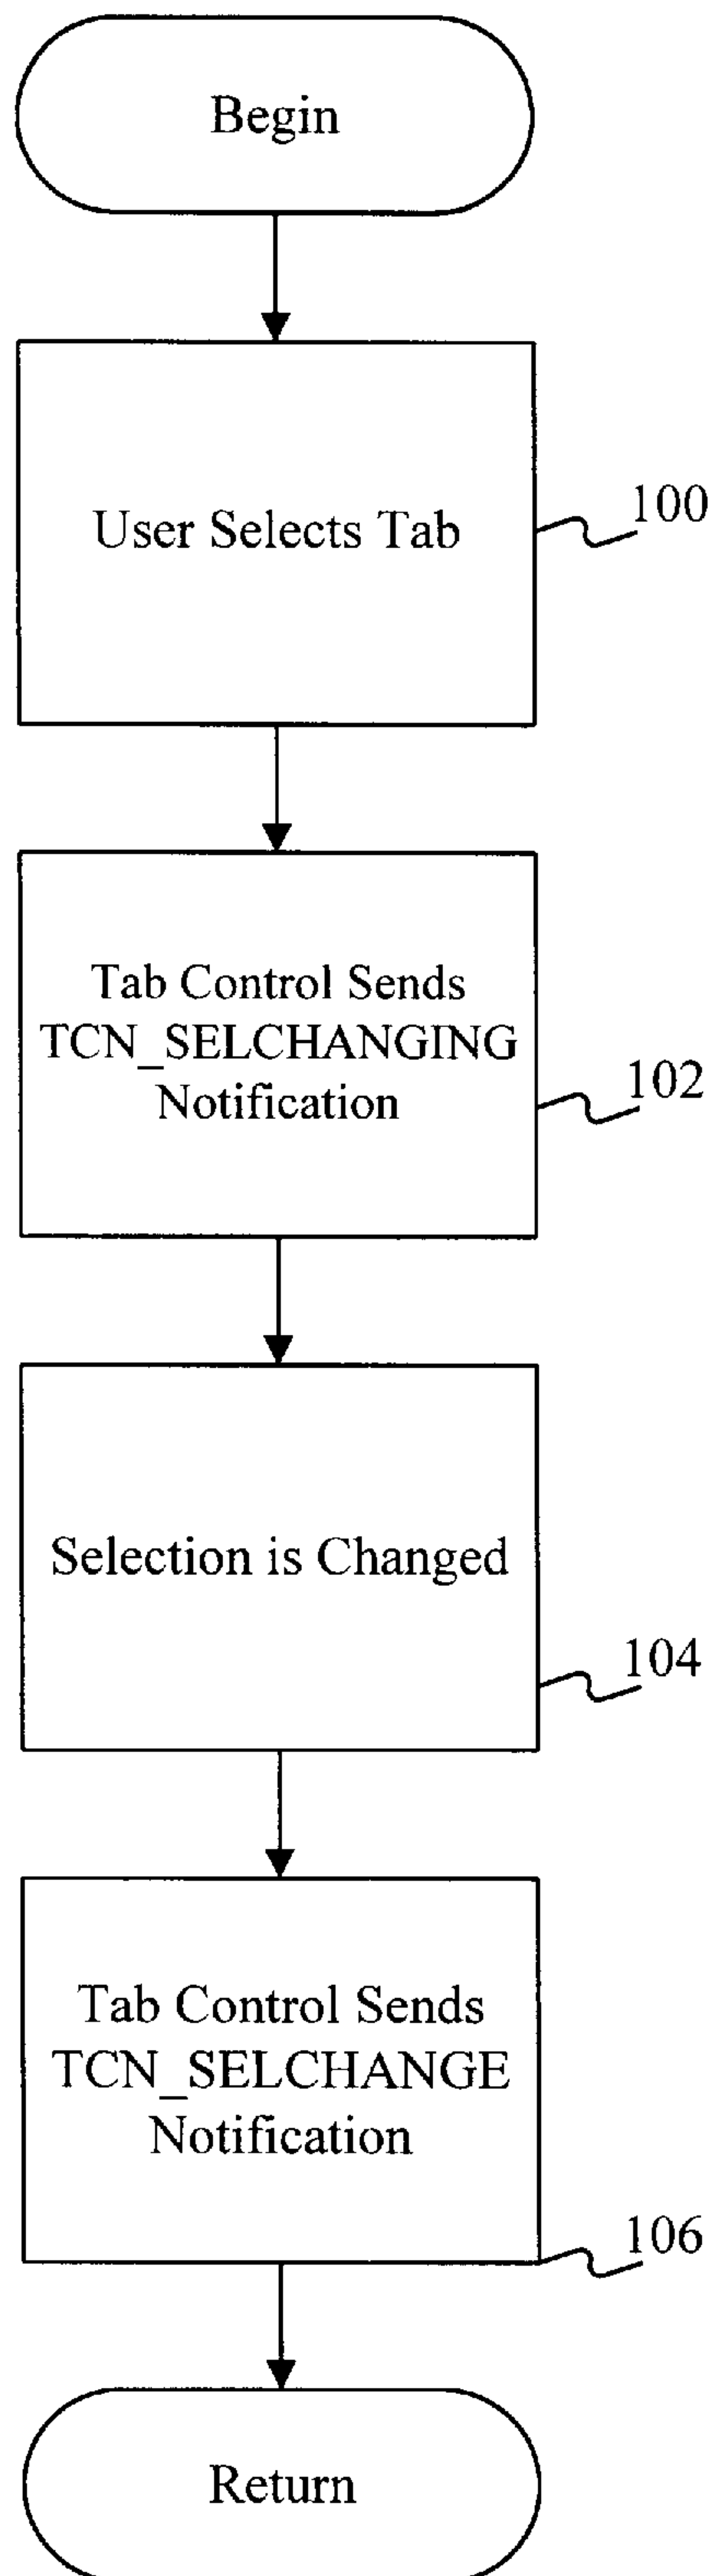 Begin
User Selects Tab
100
Tab Control Sends
TCN_SELCHANGING
Notification
102
Selection is Changed
104
Tab Control Sends
TCN_SELCHANGE
Notification
106
Return